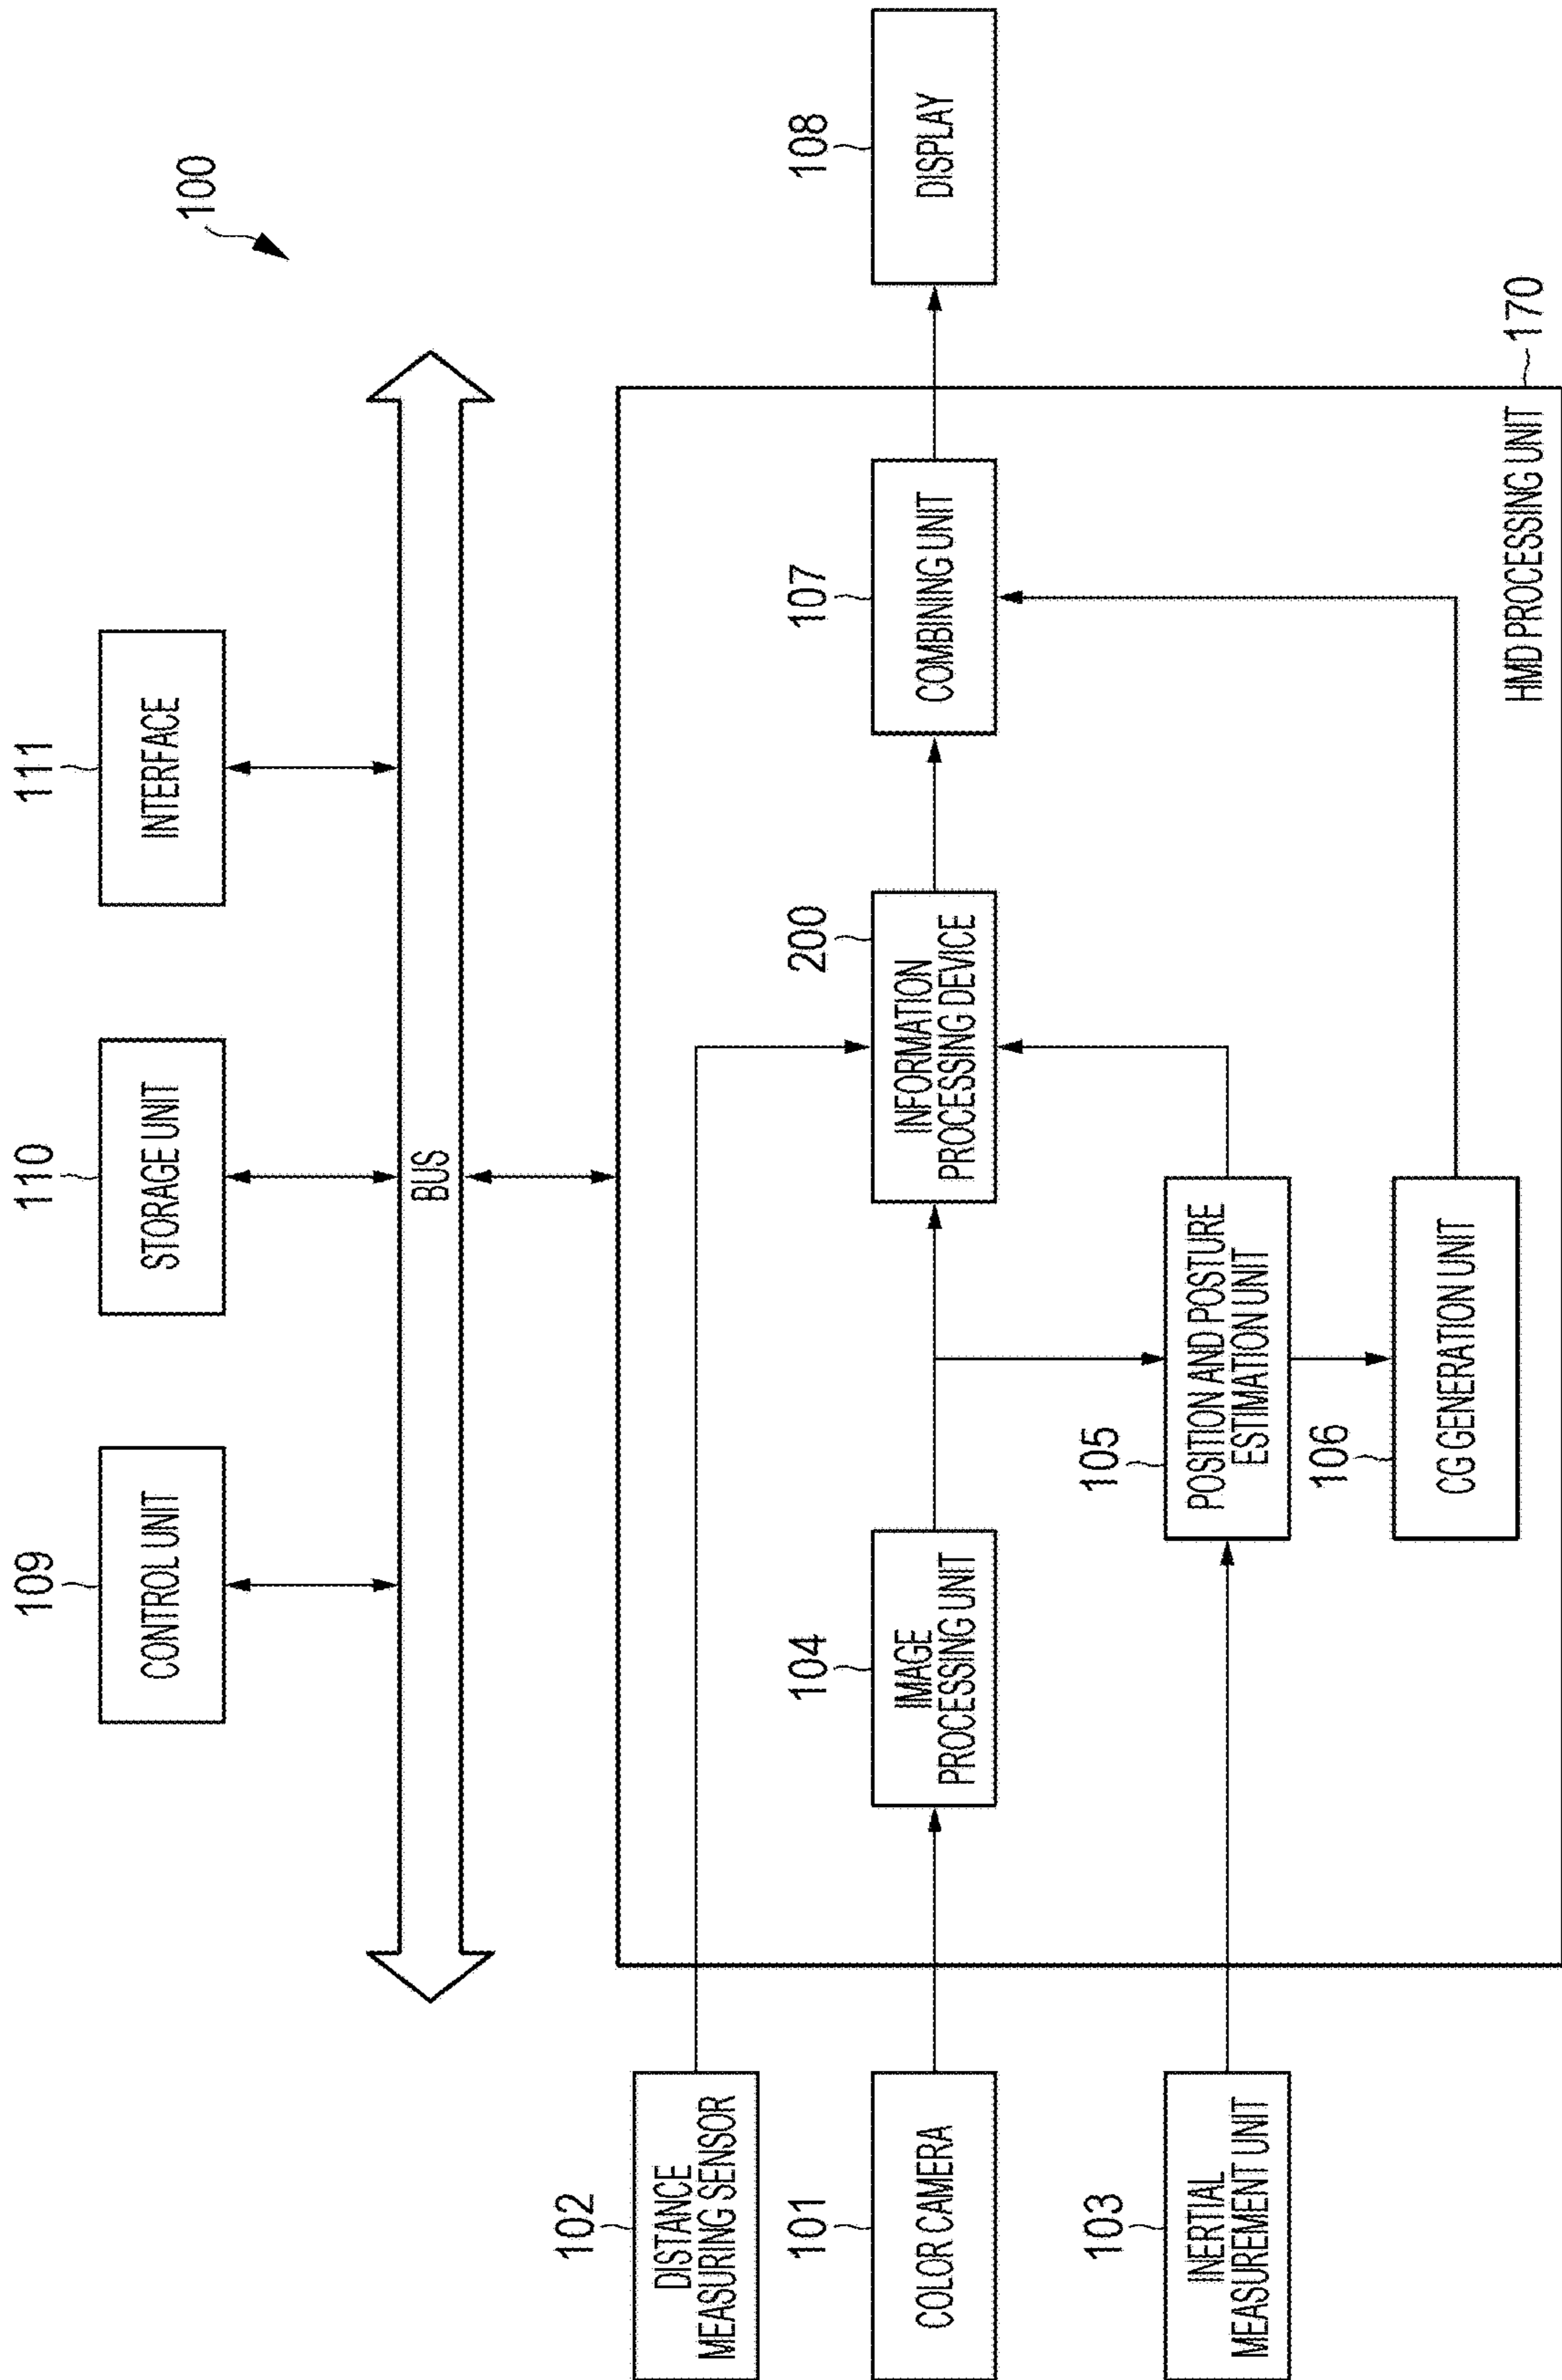 100
109
CONTROL UNIT
110
STORAGE UNIT
111
INTERFACE
BUS
102
DISTANCE
MEASURING SENSOR
101
COLOR CAMERA
103
INERTIAL
MEASUREMENT UNIT
104
IMAGE
PROCESSING UNIT
200
INFORMATION
PROCESSING DEVICE
107
COMBINING UNIT
108
DISPLAY
105
POSITION AND POSTURE
ESTIMATION UNIT
106
CG GENERATION UNIT
HMD PROCESSING UNIT
170